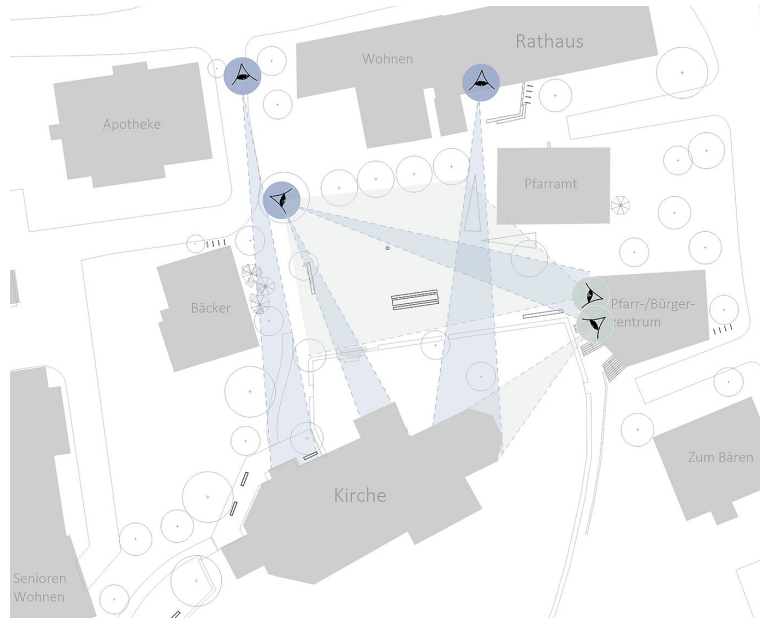 Rathaus
Wohnen
Apotheke
Pfarramt
Bäcker
Pfarr-/Bürger-
zentrum
Zum Bären
Kirche
Senioren
Wohnen